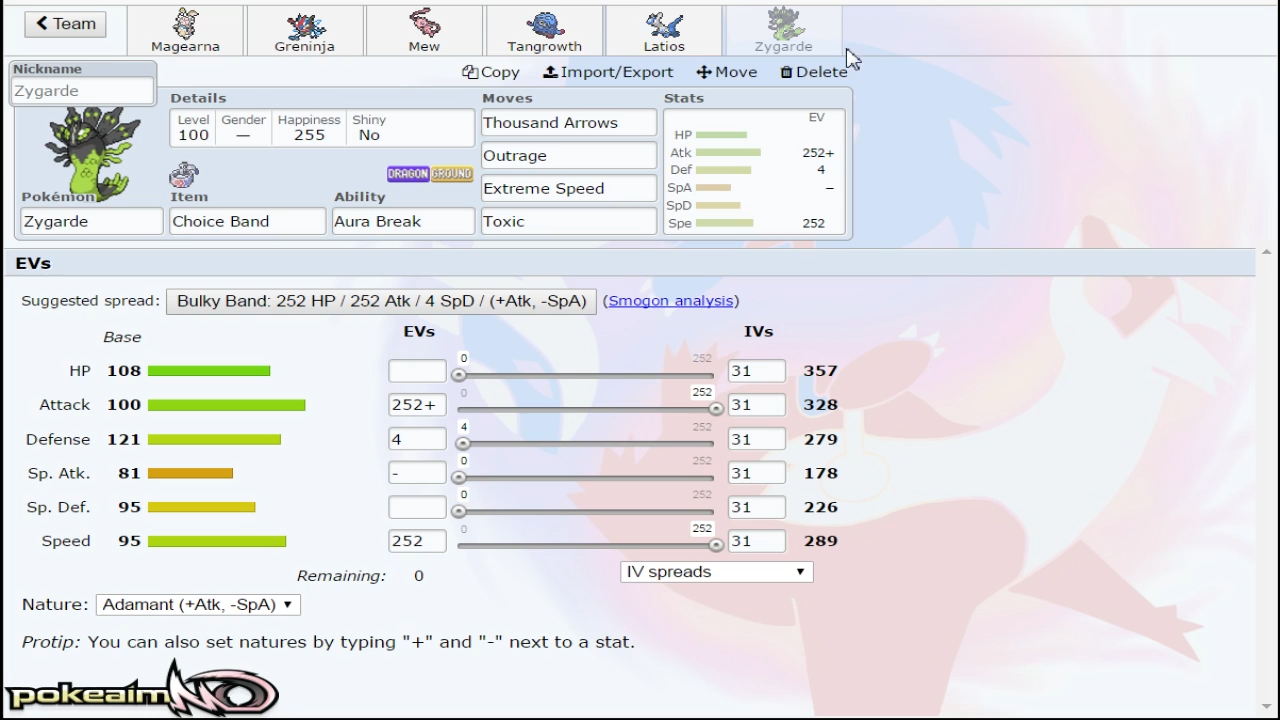 Team
Magearna
Greninja
Mew
Tangrowth
Latios
Zygarde
Copy
Import/Export
Move
Delete
Nickname
Zygarde
Details
Moves
Stats
Level
Gender
Happiness
Shiny
100
—
255
No
DRAGON GROUND
Pokémon
Zygarde
Item
Choice Band
Ability
Aura Break
Thousand Arrows
Outrage
Extreme Speed
Toxic
EV
HP
Atk 252+
Def 4
SpA –
SpD
Spe 252
EVs
Suggested spread: Bulky Band: 252 HP / 252 Atk / 4 SpD / (+Atk, -SpA) (Smogon analysis)
Base EVs IVs
HP 108 0 252 31 357
Attack 100 252+ 0 252 31 328
Defense 121 4 4 252 31 279
Sp. Atk. 81 - 0 252 31 178
Sp. Def. 95 0 252 31 226
Speed 95 252 0 252 31 289
Remaining: 0
IV spreads
Nature: Adamant (+Atk, -SpA)
Protip: You can also set natures by typing "+" and "-" next to a stat.
pokeaimMD